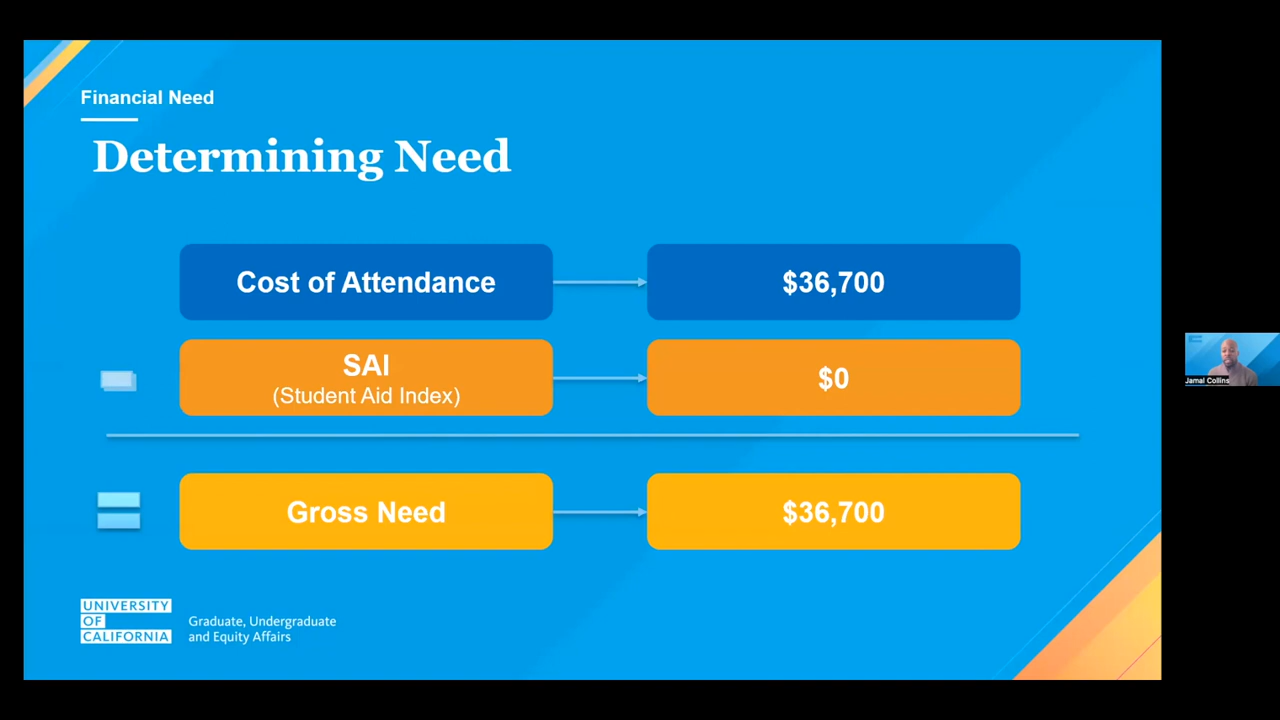 Financial Need
Determining Need
Cost of Attendance
$36,700
SAI
(Student Aid Index)
$0
Gross Need
$36,700
UNIVERSITY
OF
CALIFORNIA
Graduate, Undergraduate
and Equity Affairs
Jamal Collins